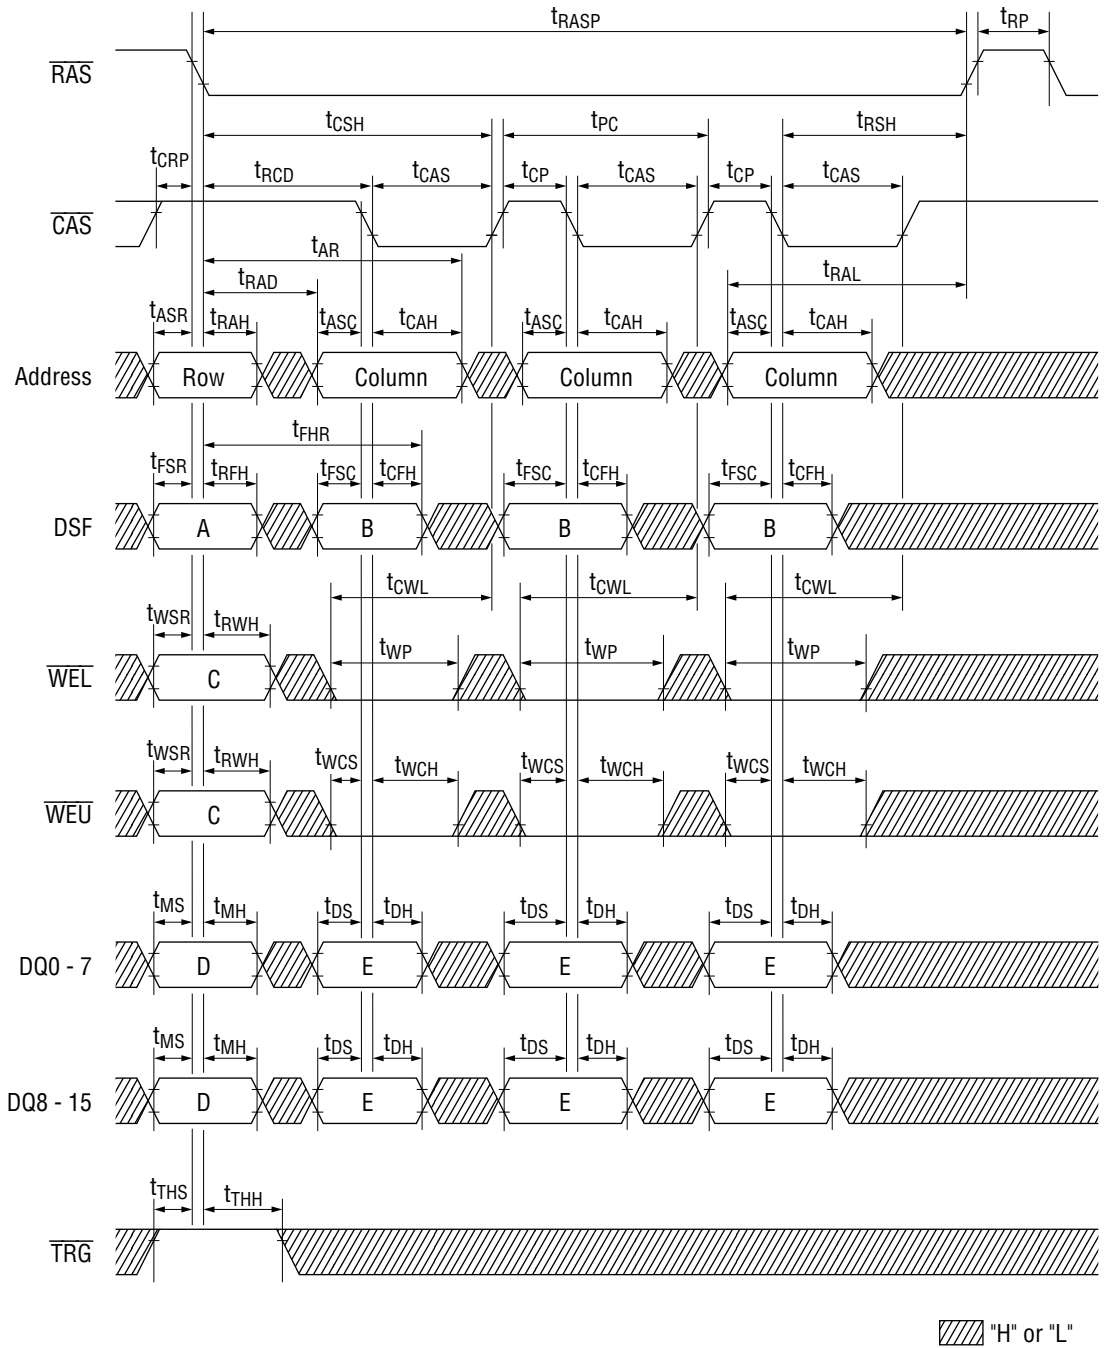 tRASP tRP
RAS
tCSH tPC tRSH
tCRP tRCD tCAS tCP tCAS tCP tCAS
CAS
tAR
tRAD tRAL
tASR tRAH tASC tCAH tASC tCAH tASC tCAH
Address Row Column Column Column
tFHR
tFSR tRFH tFSC tCFH tFSC tCFH tFSC tCFH
DSF A B B B
tCWL tCWL tCWL
tWSR tRWH tWP tWP tWP
WEL C
tWSR tRWH tWCS tWCH tWCS tWCH tWCS tWCH
WEU C
tMS tMH tDS tDH tDS tDH tDS tDH
DQ0 - 7 D E E E
tMS tMH tDS tDH tDS tDH tDS tDH
DQ8 - 15 D E E E
tTHS tTHH
TRG
"H" or "L"